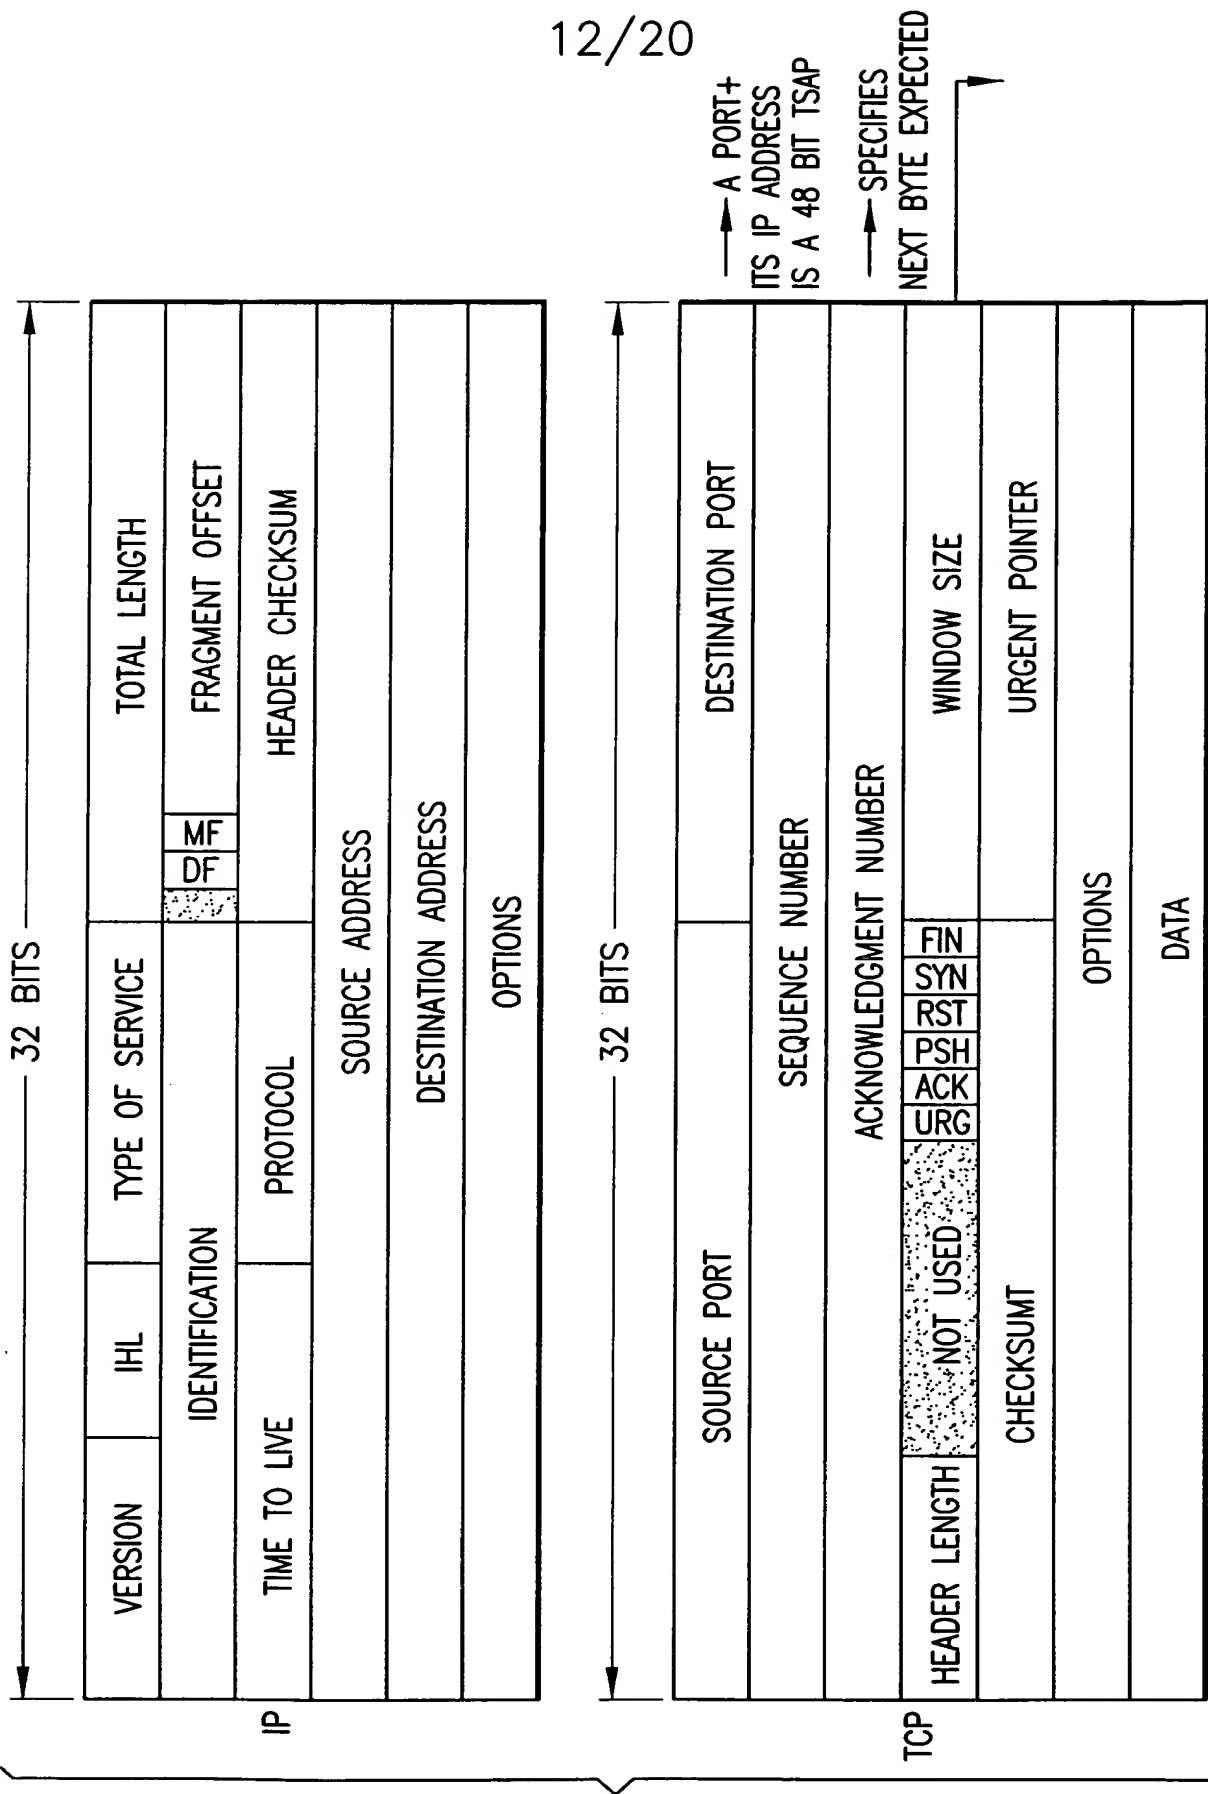 12/20
32 BITS
VERSION IHL TYPE OF SERVICE TOTAL LENGTH
IDENTIFICATION DF MF FRAGMENT OFFSET
IP
TIME TO LIVE PROTOCOL HEADER CHECKSUM
SOURCE ADDRESS
DESTINATION ADDRESS
OPTIONS
32 BITS
SOURCE PORT DESTINATION PORT
A PORT+
ITS IP ADDRESS
IS A 48 BIT TSAP
SEQUENCE NUMBER
ACKNOWLEDGMENT NUMBER
SPECIFIES
NEXT BYTE EXPECTED
TCP
HEADER LENGTH NOT USED URG ACK PSH RST SYN FIN WINDOW SIZE
CHECKSUMT URGENT POINTER
OPTIONS
DATA